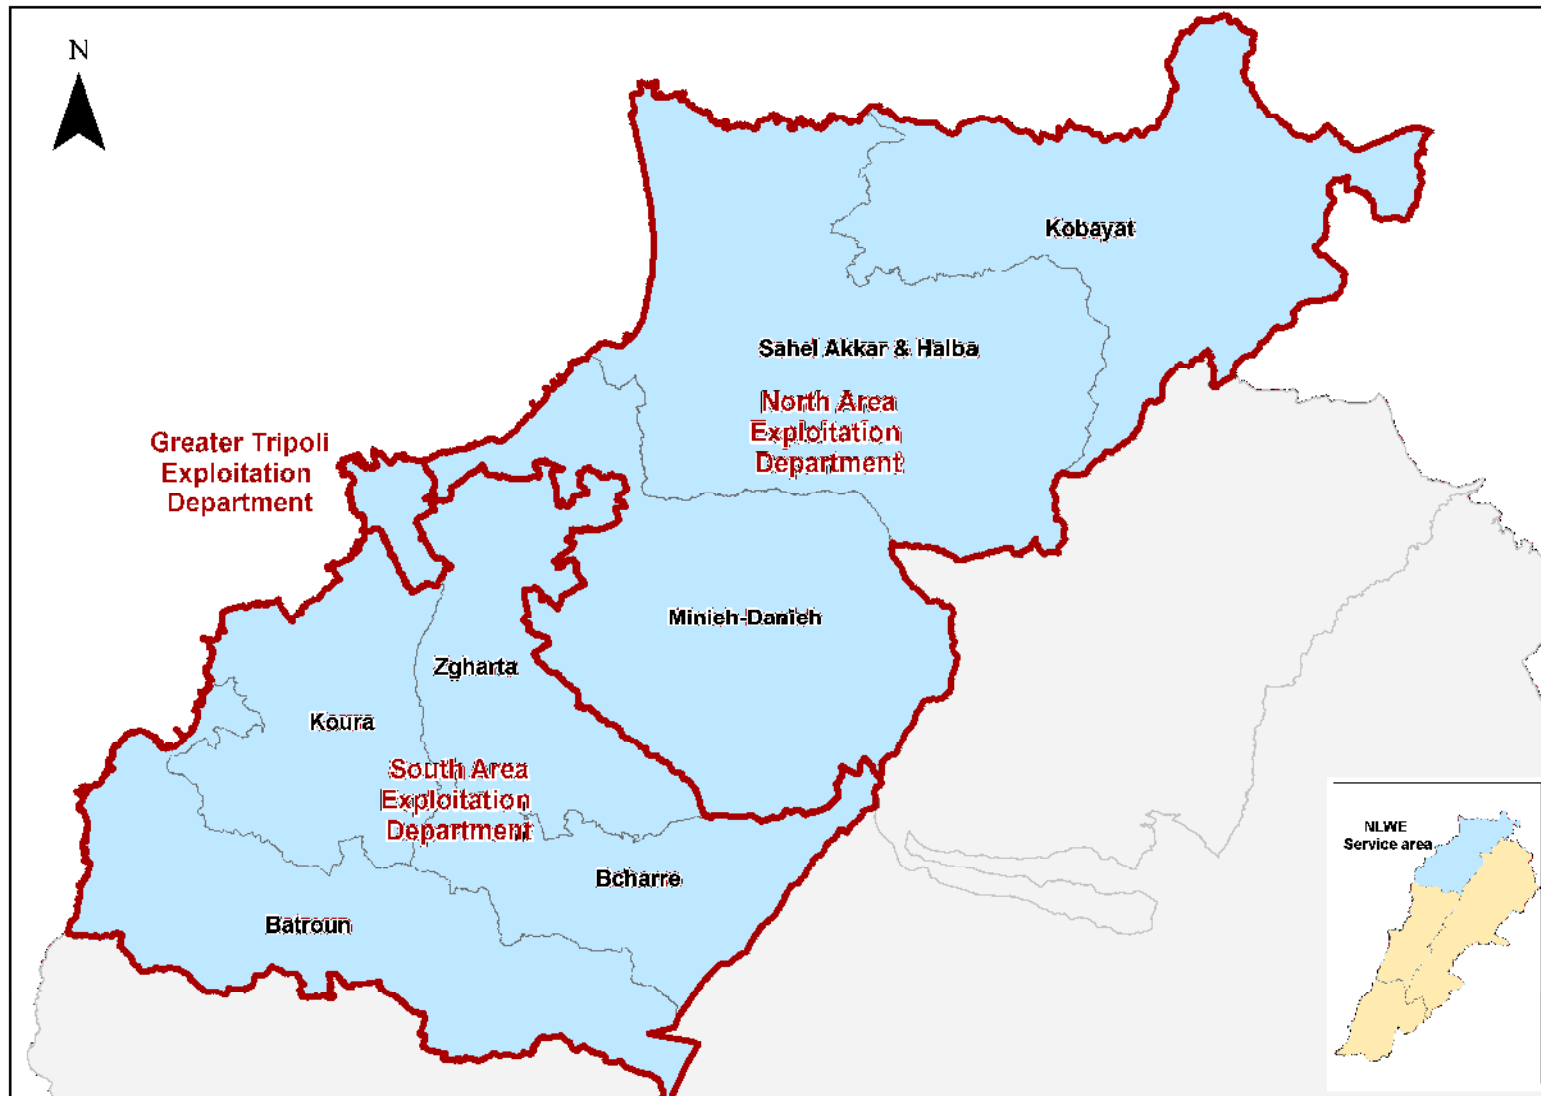 N
Kobayat
Sahel Akkar & Halba
North Area
Exploitation
Department
Greater Tripoli
Exploitation
Department
Minieh-Danieh
Zgharta
Koura
South Area
Exploitation
Department
Bcharre
Batroun
NLWE
Service area